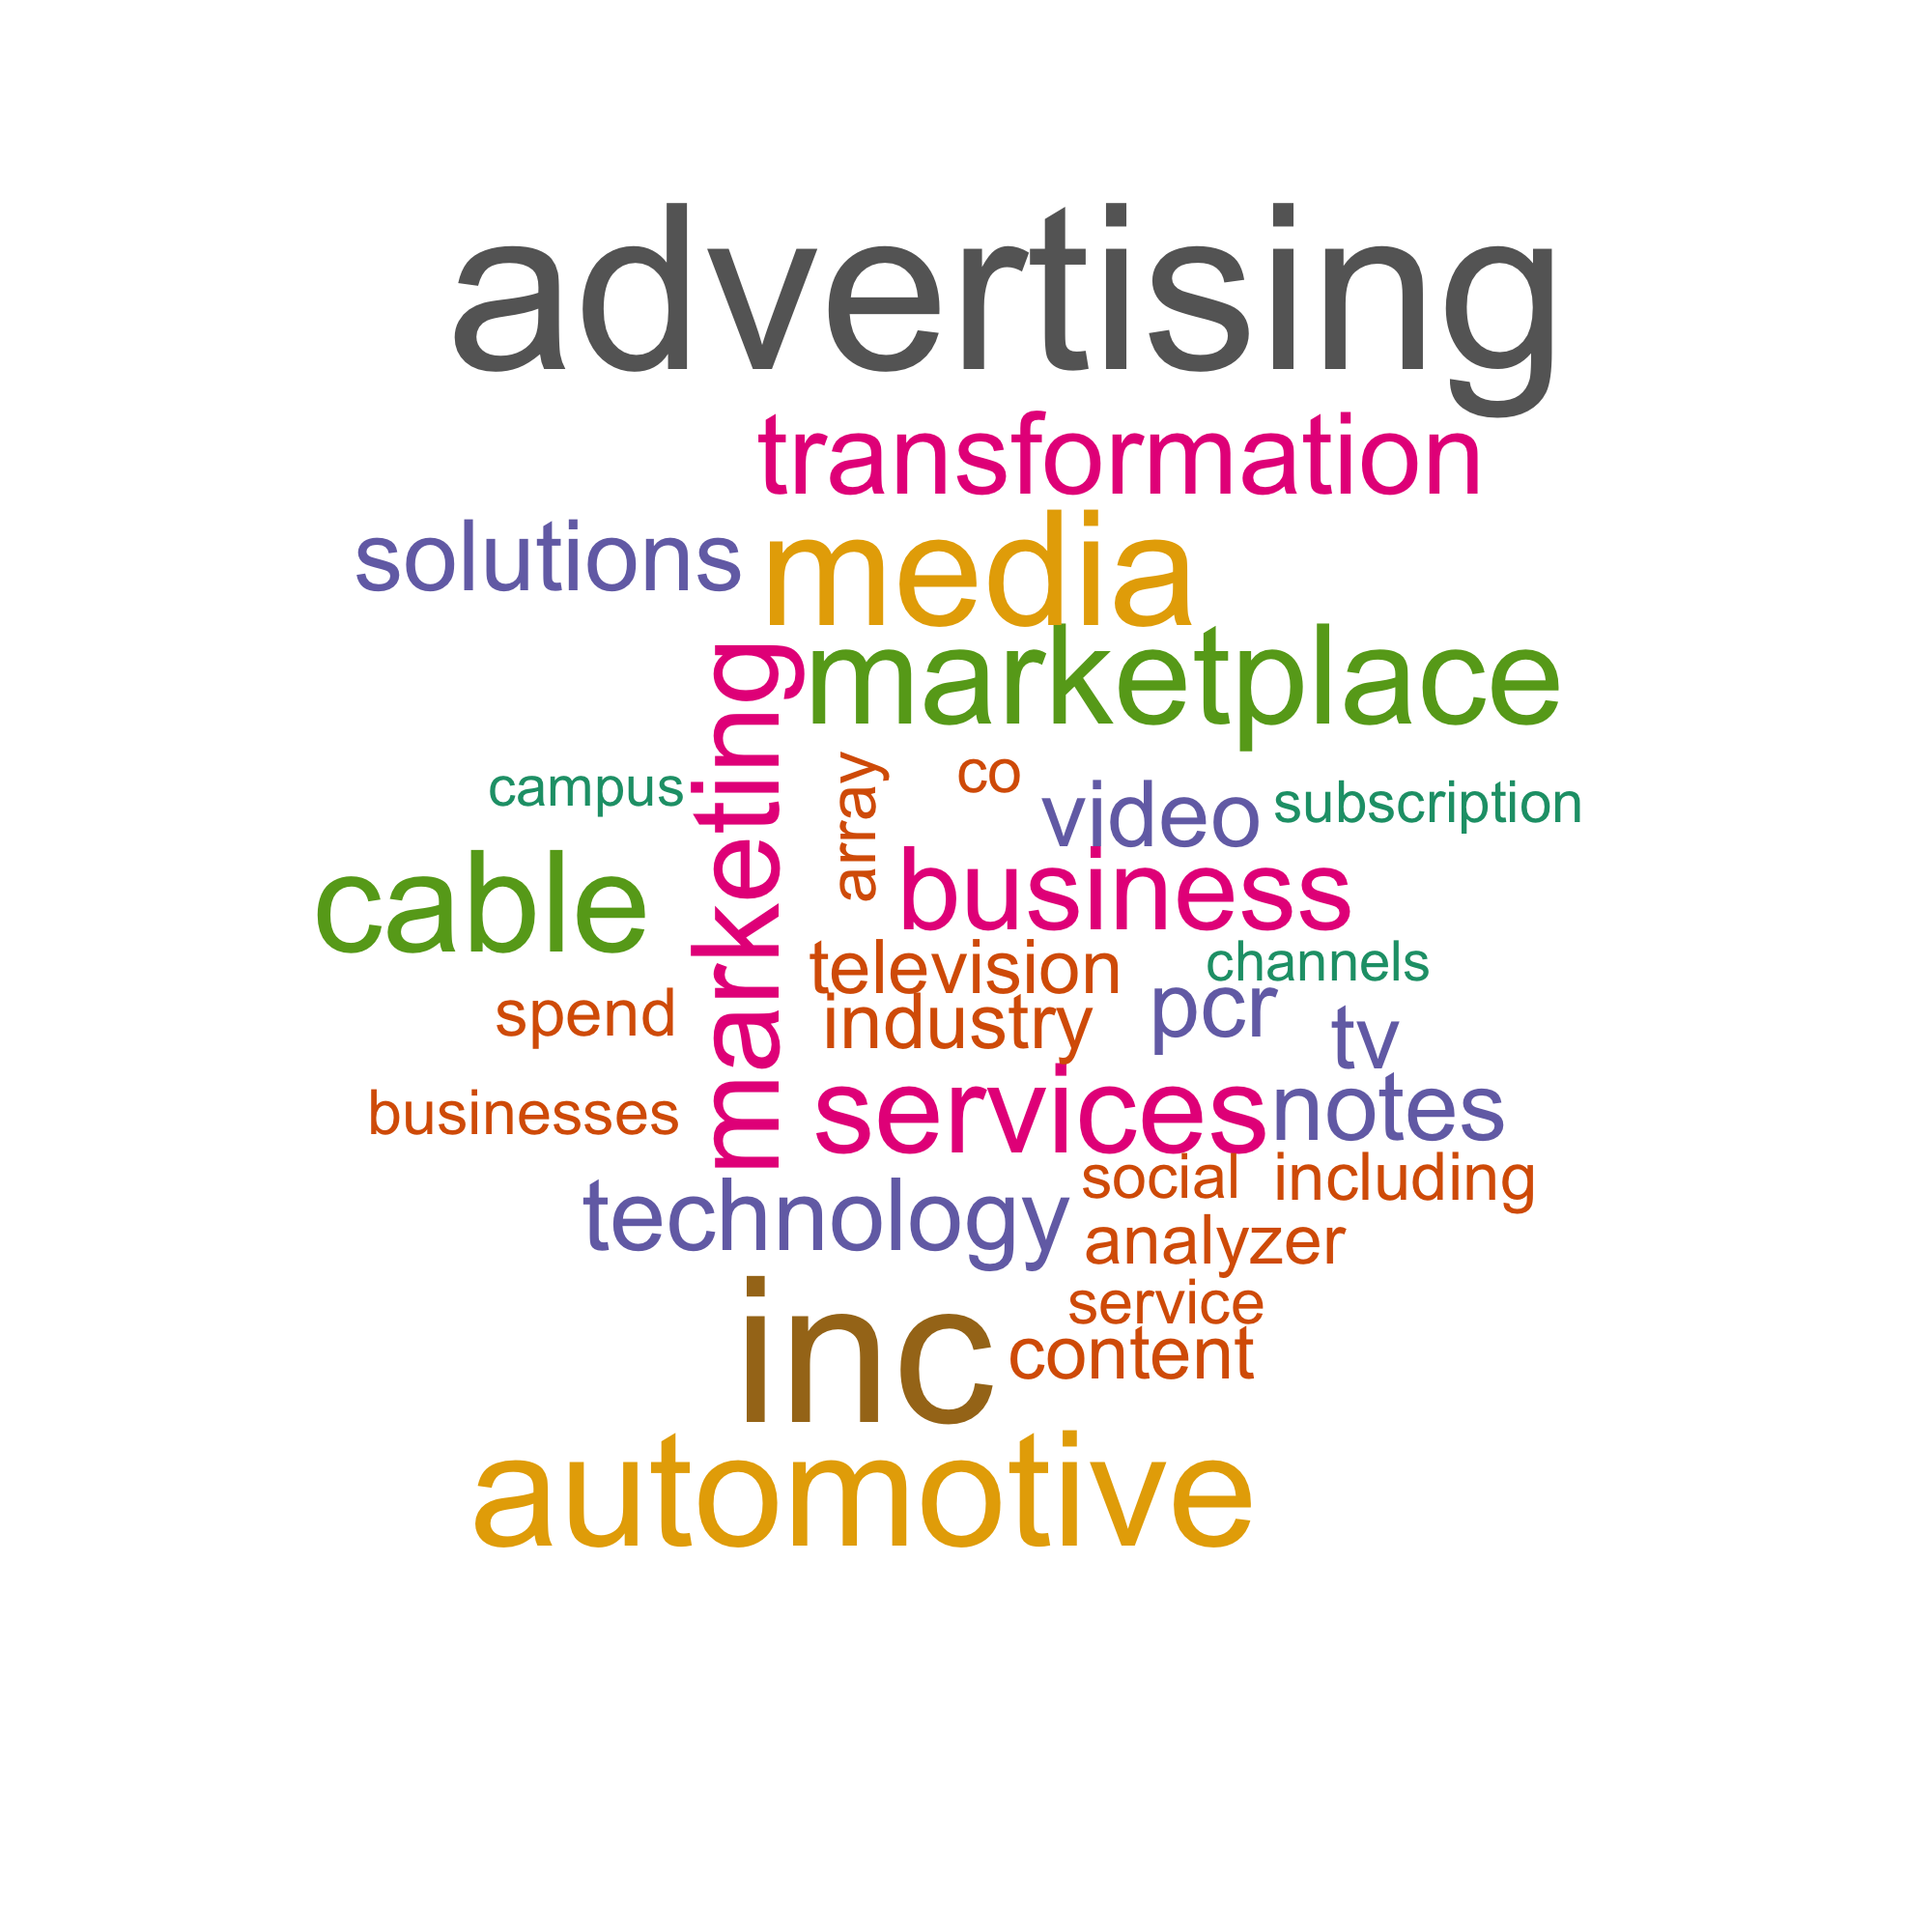 advertising
transformation
solutions media
marketing
marketplace
campus
array
co
video subscription
cable
business
television channels
spend industry pcr tv
businesses services notes
technology social including
analyzer
service
inc content
automotive